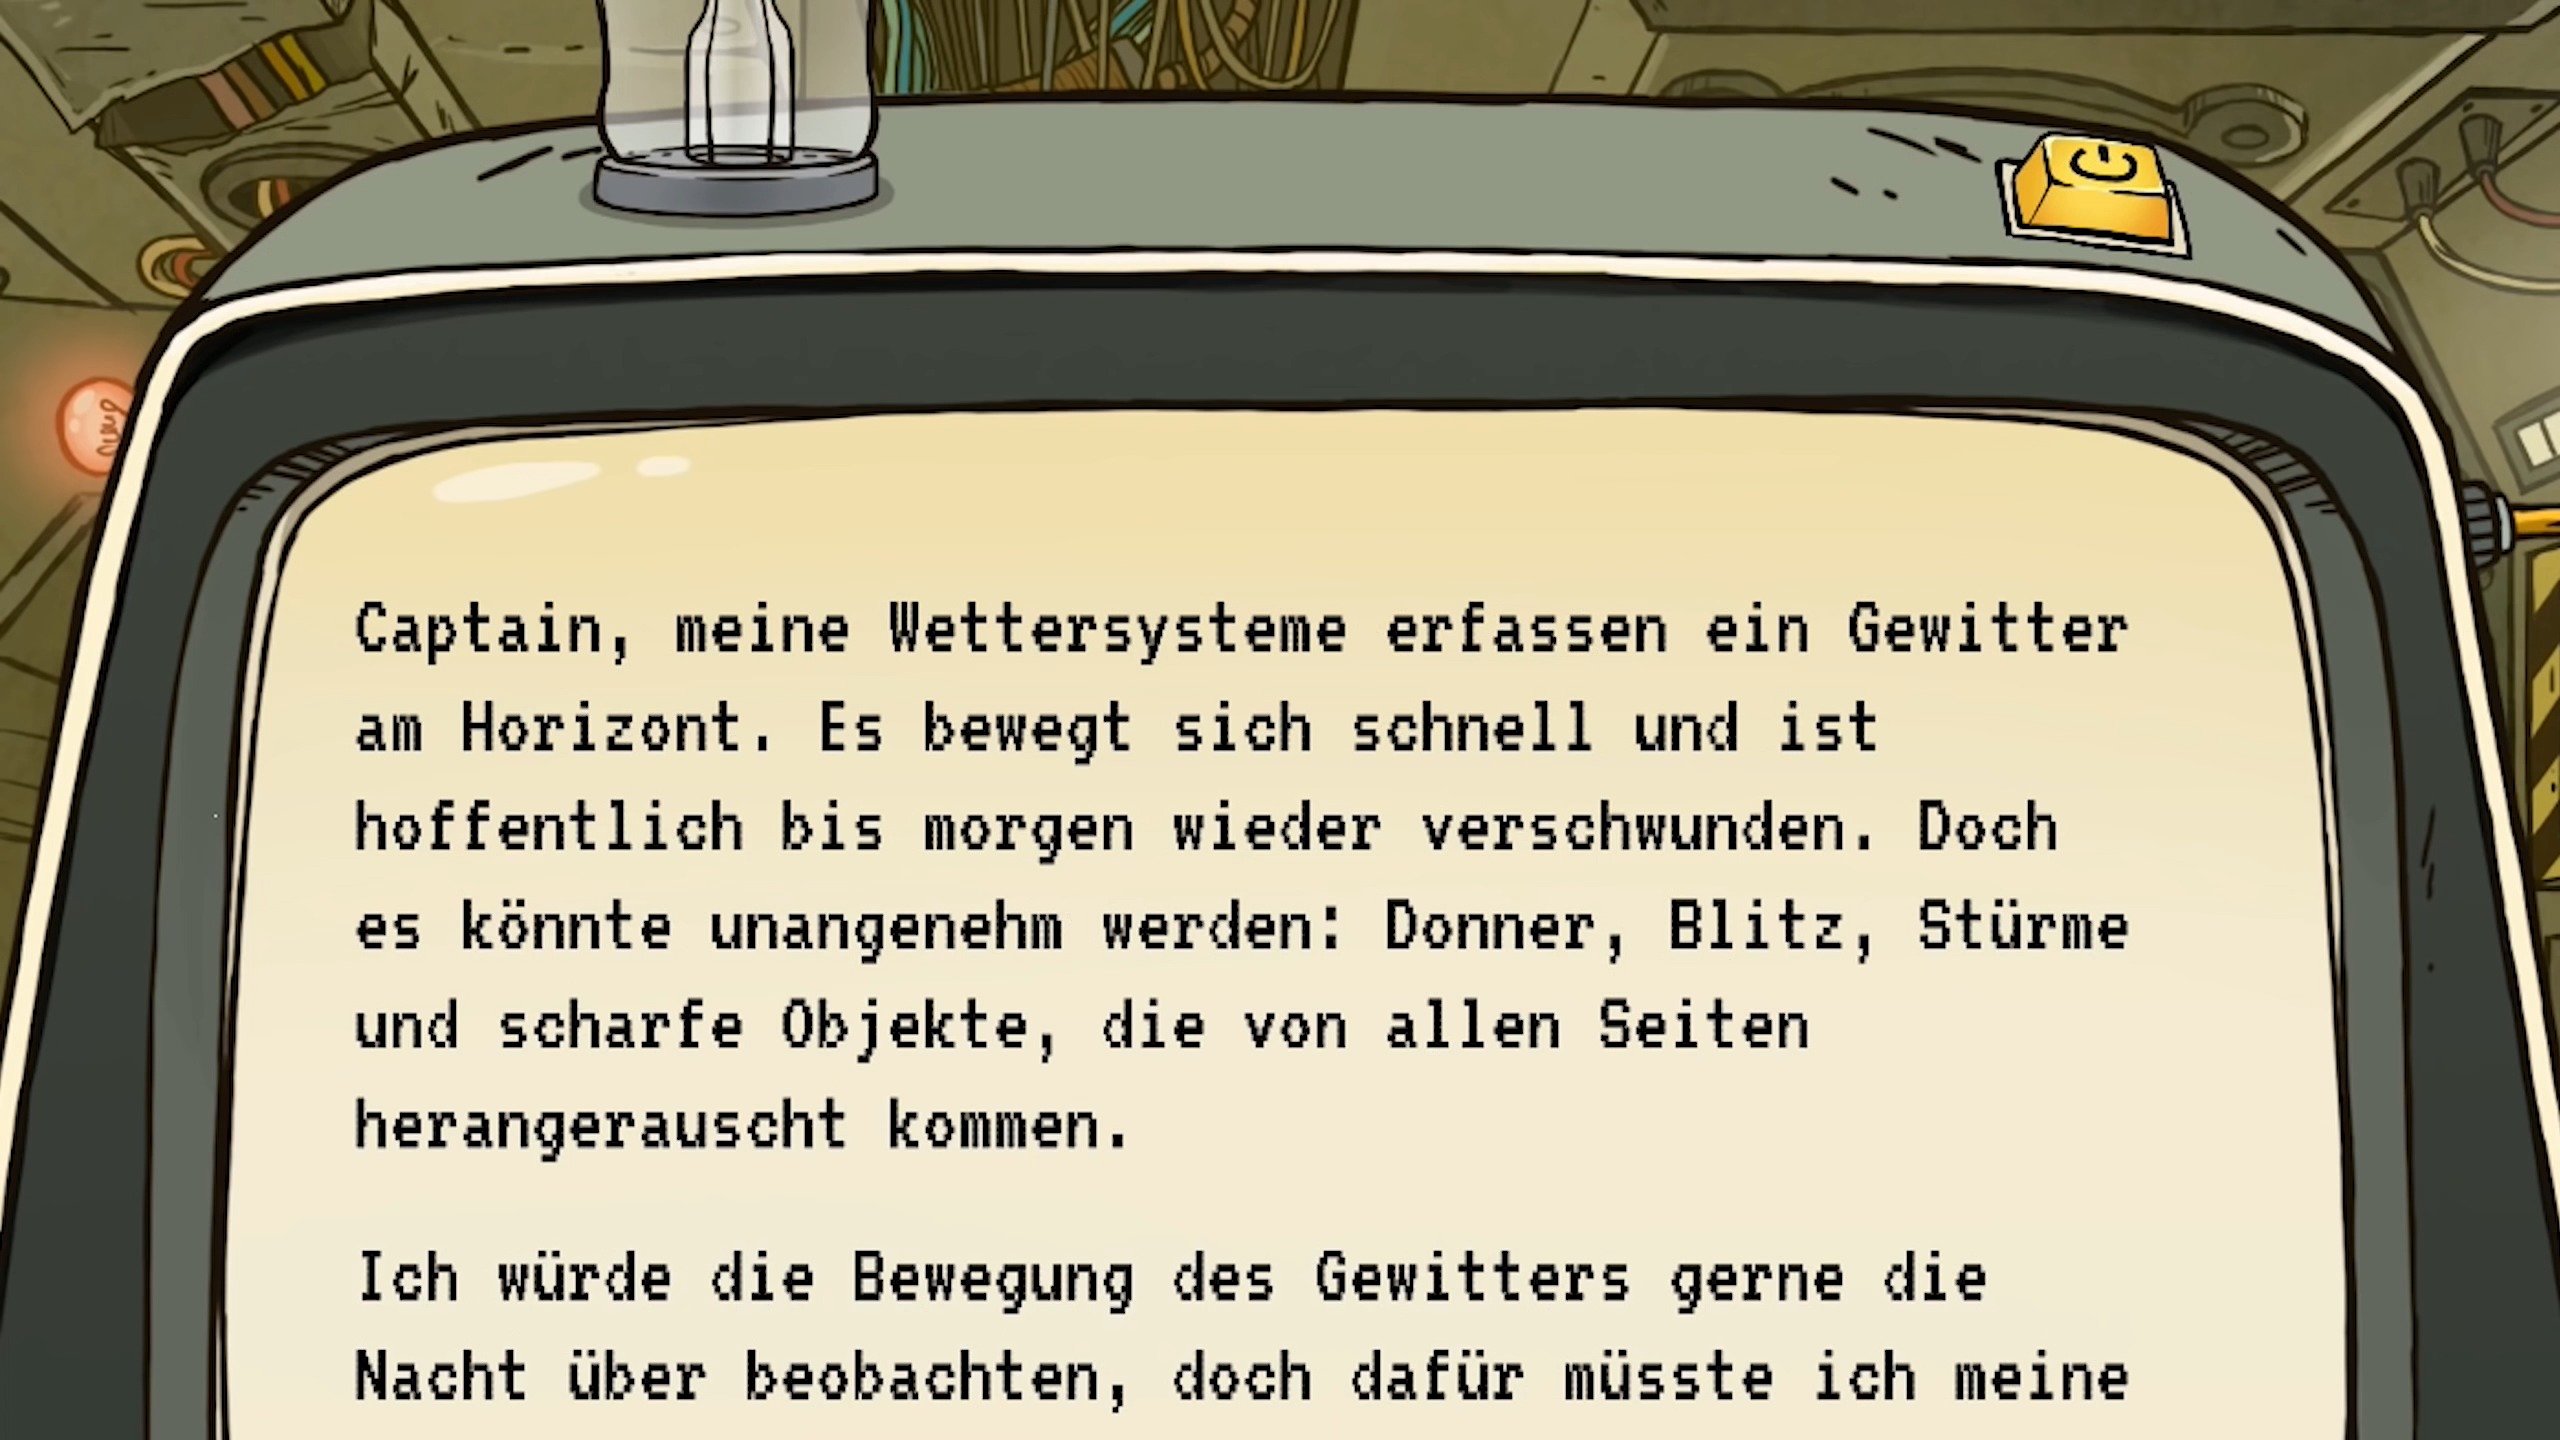 Captain, meine Wettersysteme erfassen ein Gewitter
am Horizont. Es bewegt sich schnell und ist
hoffentlich bis morgen wieder verschwunden. Doch
es könnte unangenehm werden: Donner, Blitz, Stürme
und scharfe Objekte, die von allen Seiten
herangerauscht kommen.
Ich würde die Bewegung des Gewitters gerne die
Nacht über beobachten, doch dafür müsste ich meine